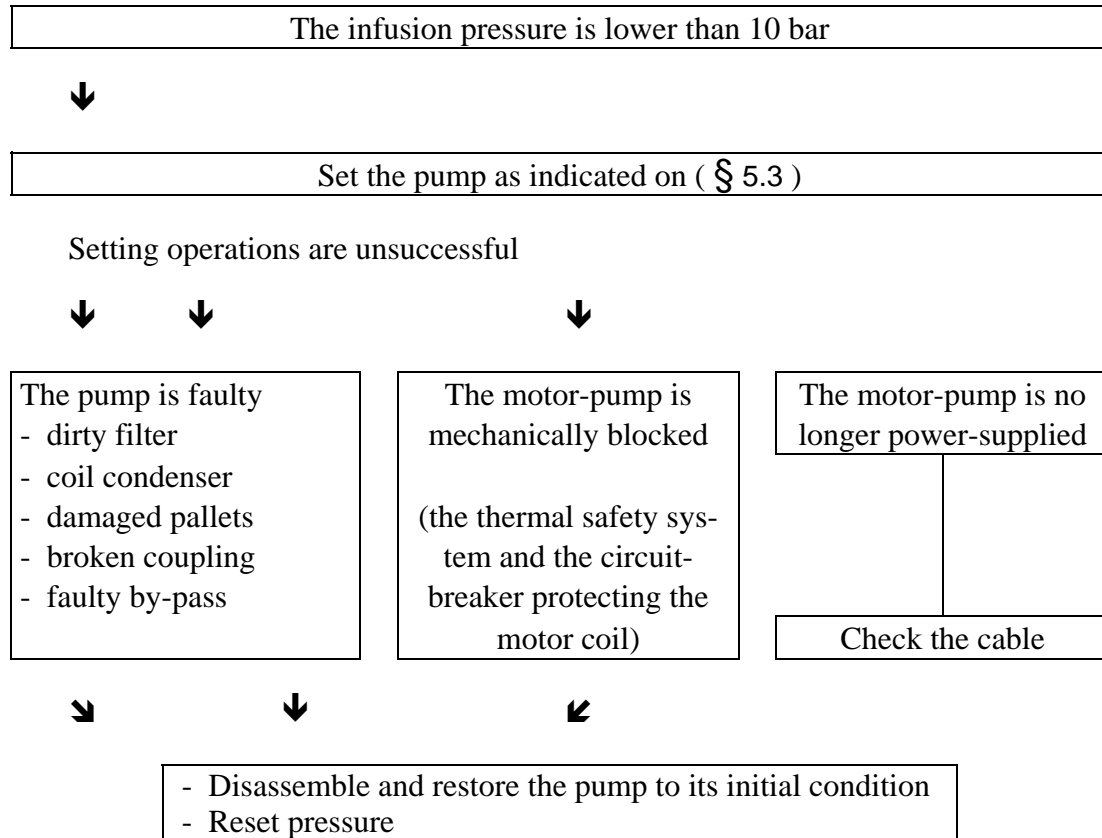 The infusion pressure is lower than 10 bar
Set the pump as indicated on ( § 5.3 )
Setting operations are unsuccessful
The pump is faulty
- dirty filter
- coil condenser
- damaged pallets
- broken coupling
- faulty by-pass
The motor-pump is
mechanically blocked
(the thermal safety sys-
tem and the circuit-
breaker protecting the
motor coil)
The motor-pump is no
longer power-supplied
Check the cable
- Disassemble and restore the pump to its initial condition
- Reset pressure